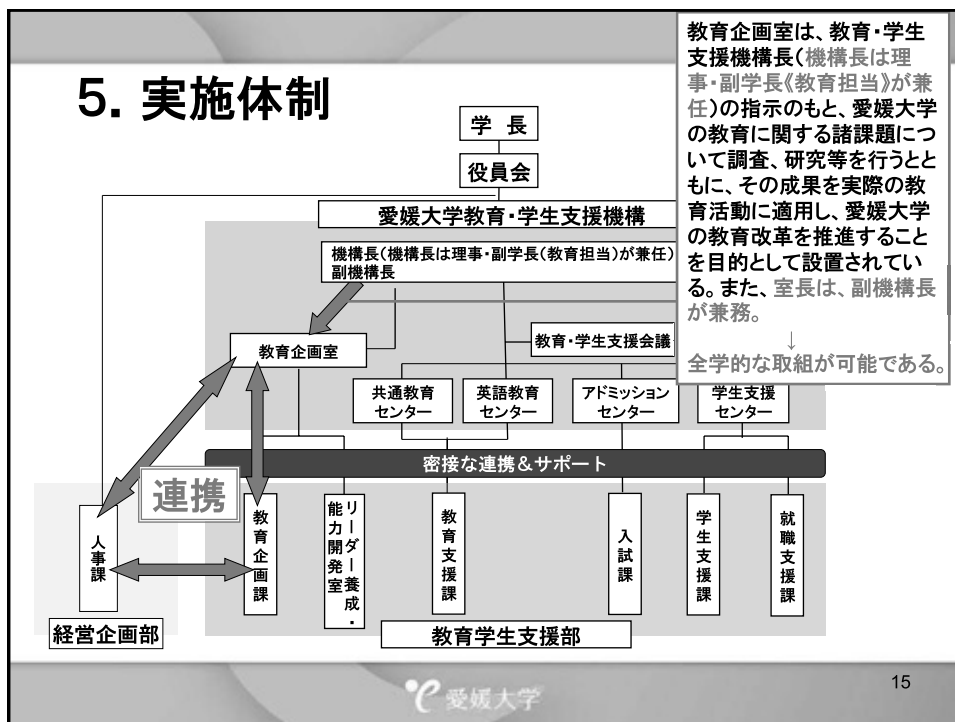 5. 実施体制
教育企画室は、教育・学生
支援機構長(機構長は理
事・副学長《教育担当》が兼
任)の指示のもと、愛媛大学
の教育に関する諸課題につ
いて調査、研究等を行うとと
もに、その成果を実際の教
育活動に適用し、愛媛大学
の教育改革を推進すること
を目的として設置されてい
る。また、室長は、副機構長
が兼務。
↓
全学的な取組が可能である。
学 長
役員会
愛媛大学教育・学生支援機構
機構長(機構長は理事・副学長(教育担当)が兼任)
副機構長
教育企画室
教育・学生支援会議
共通教育
センター
英語教育
センター
アドミッション
センター
学生支援
センター
密接な連携&サポート
連携
人事課
教育企画課
リーダー養成・
能力開発室
教育支援課
入試課
学生支援課
就職支援課
経営企画部
教育学生支援部
愛媛大学
15